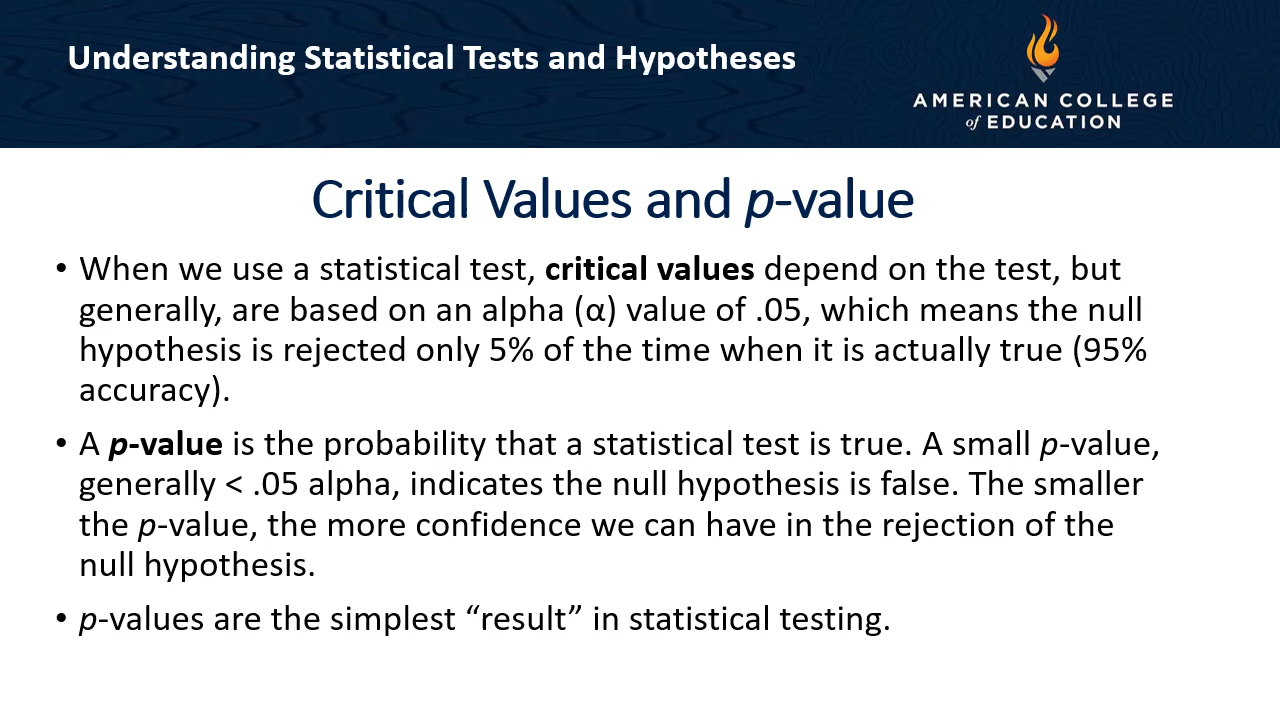 Understanding Statistical Tests and Hypotheses
AMERICAN COLLEGE
of EDUCATION
Critical Values and p-value
• When we use a statistical test, critical values depend on the test, but
generally, are based on an alpha (α) value of .05, which means the null
hypothesis is rejected only 5% of the time when it is actually true (95%
accuracy).
• A p-value is the probability that a statistical test is true. A small p-value,
generally < .05 alpha, indicates the null hypothesis is false. The smaller
the p-value, the more confidence we can have in the rejection of the
null hypothesis.
• p-values are the simplest “result” in statistical testing.